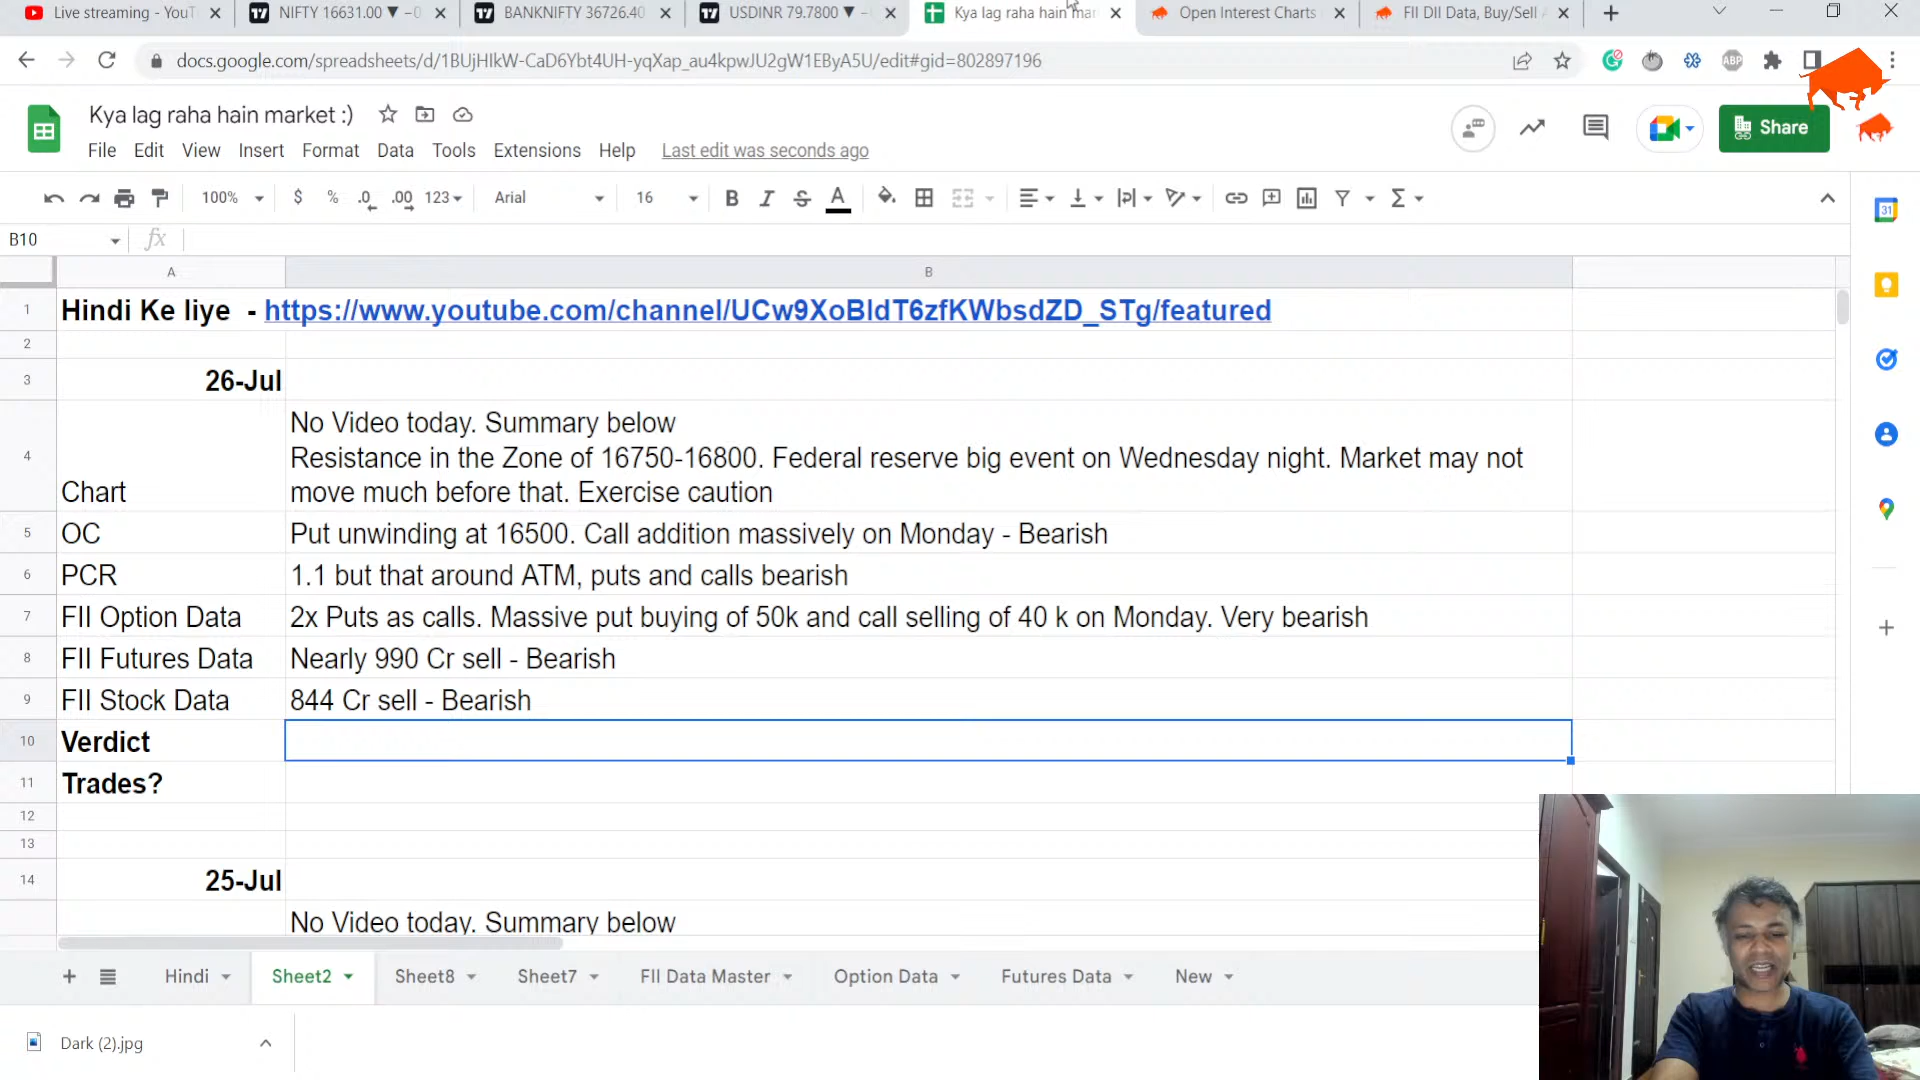 Live streaming - YouT
NIFTY 16631.00 ▼ −0
BANKNIFTY 36726.40
USDINR 79.7800 ▼ −
Kya lag raha hain mar
Open Interest Charts
FII DII Data, Buy/Sell A
docs.google.com/spreadsheets/d/1BUjHIkW-CaD6Ybt4UH-yqXap_au4kpwJU2gW1EByA5U/edit#gid=802897196
ABP
Kya lag raha hain market :)
File Edit View Insert Format Data Tools Extensions Help Last edit was seconds ago
Share
100% $ % .0 .00 123 Arial 16 B I S A
31
B10 fx
A B
1 Hindi Ke liye - https://www.youtube.com/channel/UCw9XoBIdT6zfKWbsdZD_STg/featured
2
3 26-Jul
No Video today. Summary below
Resistance in the Zone of 16750-16800. Federal reserve big event on Wednesday night. Market may not
4 Chart move much before that. Exercise caution
5 OC Put unwinding at 16500. Call addition massively on Monday - Bearish
6 PCR 1.1 but that around ATM, puts and calls bearish
7 FII Option Data 2x Puts as calls. Massive put buying of 50k and call selling of 40 k on Monday. Very bearish
8 FII Futures Data Nearly 990 Cr sell - Bearish
9 FII Stock Data 844 Cr sell - Bearish
10 Verdict
11 Trades?
12
13
14 25-Jul
No Video today. Summary below
Hindi Sheet2 Sheet8 Sheet7 FII Data Master Option Data Futures Data New
Dark (2).jpg